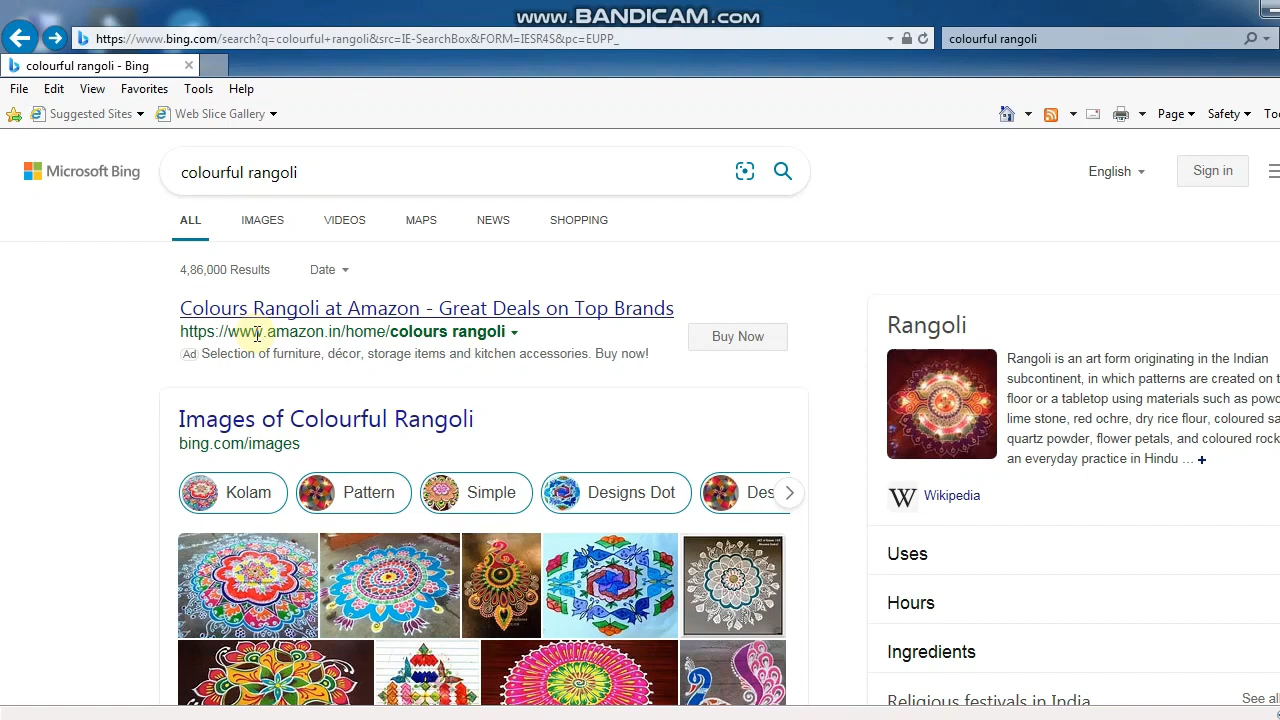 www.BANDICAM.com
https://www.bing.com/search?q=colourful+rangoli&src=IE-SearchBox&FORM=IESR4S&pc=EUPP_
colourful rangoli
colourful rangoli - Bing
File Edit View Favorites Tools Help
Suggested Sites Web Slice Gallery Page Safety
Microsoft Bing
colourful rangoli
English
Sign in
ALL IMAGES VIDEOS MAPS NEWS SHOPPING
4,86,000 Results Date
Colours Rangoli at Amazon - Great Deals on Top Brands
https://www.amazon.in/home/colours rangoli
Ad Selection of furniture, décor, storage items and kitchen accessories. Buy now!
Buy Now
Images of Colourful Rangoli
bing.com/images
Kolam Pattern Simple Designs Dot Des
Rangoli
Rangoli is an art form originating in the Indian
subcontinent, in which patterns are created on t
floor or a tabletop using materials such as powd
lime stone, red ochre, dry rice flour, coloured sa
quartz powder, flower petals, and coloured rock
an everyday practice in Hindu ... +
W Wikipedia
Uses
Hours
Ingredients
Religious festivals in India
See all